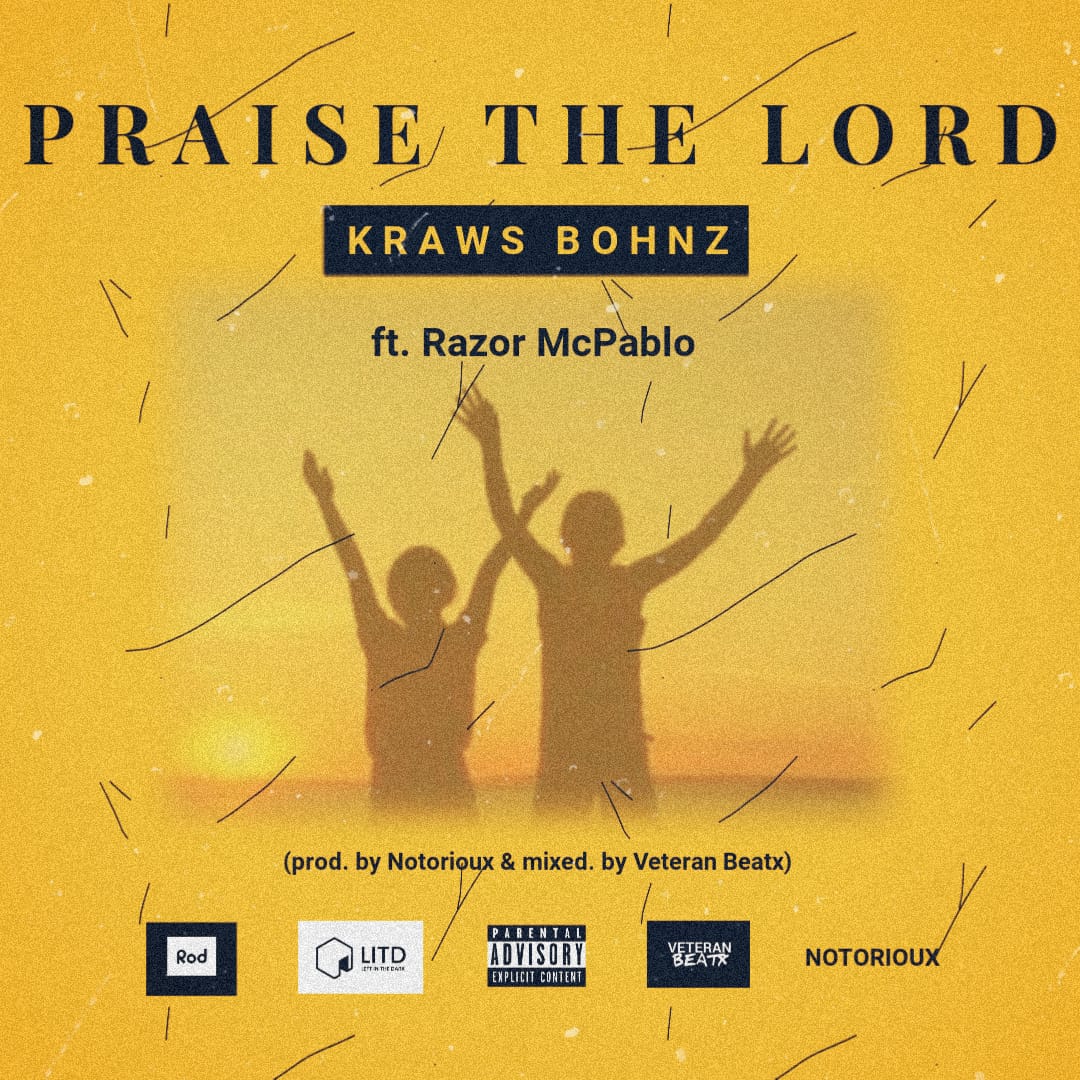 PRAISE THE LORD
KRAWS BOHNZ
ft. Razor McPablo
(prod. by Notorioux & mixed. by Veteran Beatx)
Rod
LITD
LEFT IN THE DARK
PARENTAL
ADVISORY
EXPLICIT CONTENT
VETERAN
BEATX
NOTORIOUX